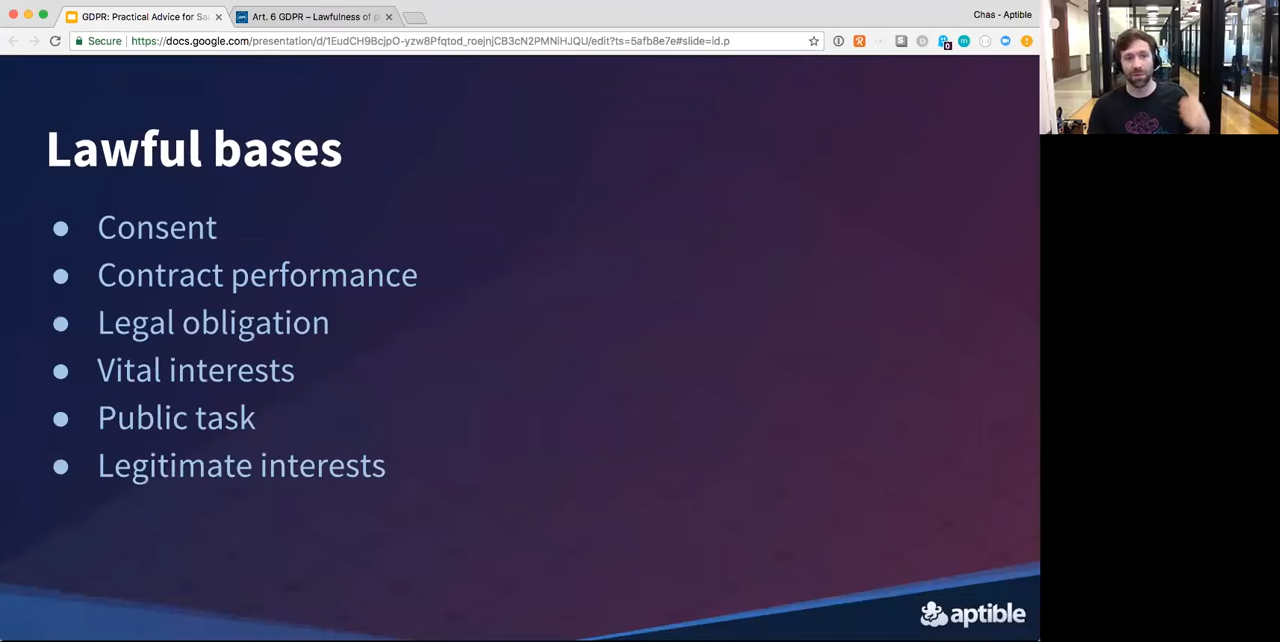 GDPR: Practical Advice for Sa
Art. 6 GDPR – Lawfulness of p
Chas - Aptible
Secure
https://docs.google.com/presentation/d/1EudCH9BcjpO-yzw8Pfqtod_roejnjCB3cN2PMNiHJQU/edit?ts=5afb8e7e#slide=id.p
Lawful bases
● Consent
● Contract performance
● Legal obligation
● Vital interests
● Public task
● Legitimate interests
aptible